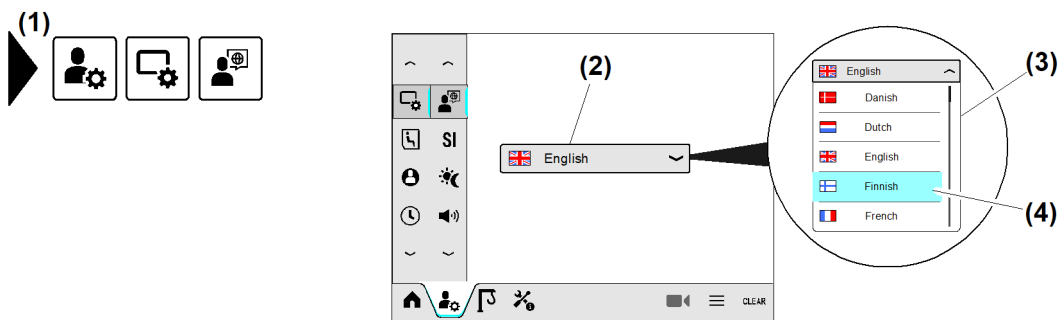 (1)
(2)
(3)
(4)
SI
English
CLEAR
English
Danish
Dutch
English
Finnish
French